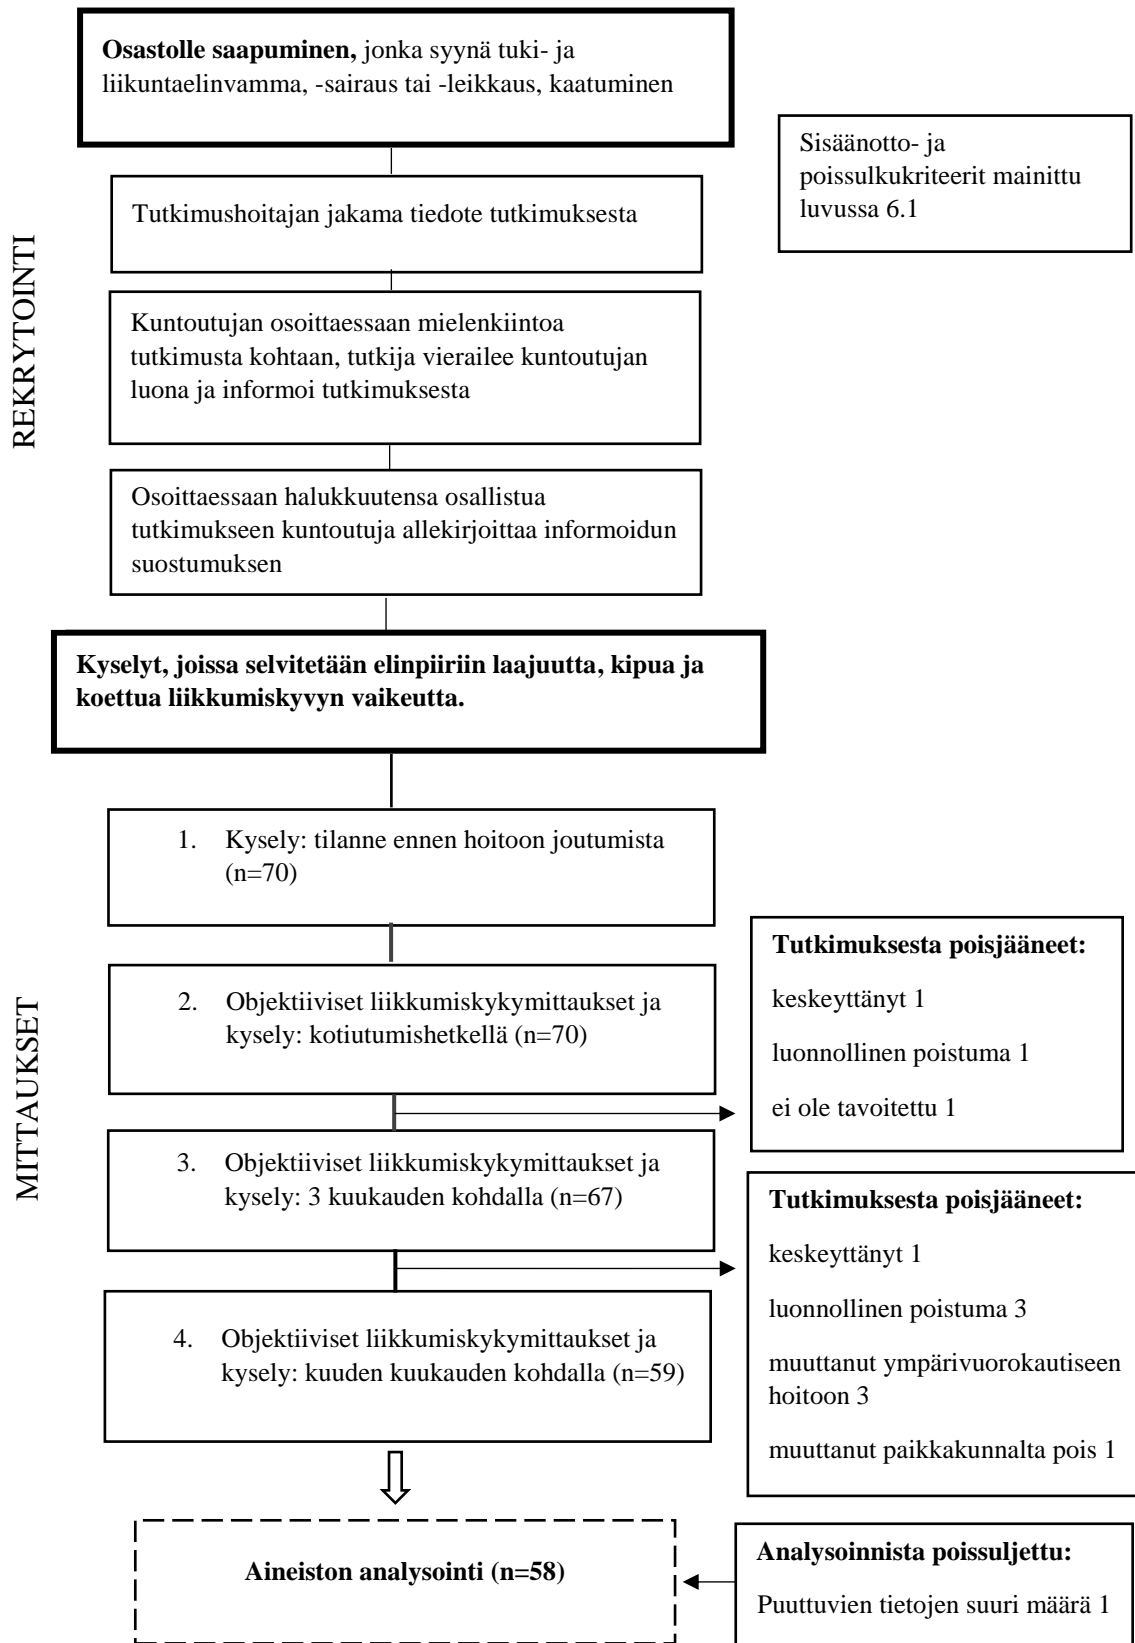 Osastolle saapuminen, jonka syynä tuki- ja
liikuntaelinvamma, -sairaus tai -leikkaus, kaatuminen
Sisäänotto- ja
poissulkukriteerit mainittu
luvussa 6.1
REKRYTOINTI
Tutkimushoitajan jakama tiedote tutkimuksesta
Kuntoutujan osoittaessaan mielenkiintoa
tutkimusta kohtaan, tutkija vierailee kuntoutujan
luona ja informoi tutkimuksesta
Osoittaessaan halukkuutensa osallistua
tutkimukseen kuntoutuja allekirjoittaa informoidun
suostumuksen
Kyselyt, joissa selvitetään elinpiiriin laajuutta, kipua ja
koettua liikkumiskyvyn vaikeutta.
MITTAUKSET
1. Kysely: tilanne ennen hoitoon joutumista
(n=70)
2. Objektiiviset liikkumiskykymittaukset ja
kysely: kotiutumishetkellä (n=70)
Tutkimuksesta poisjääneet:
keskeyttänyt 1
luonnollinen poistuma 1
ei ole tavoitettu 1
3. Objektiiviset liikkumiskykymittaukset ja
kysely: 3 kuukauden kohdalla (n=67)
Tutkimuksesta poisjääneet:
keskeyttänyt 1
luonnollinen poistuma 3
muuttanut ympärivuorokautiseen
hoitoon 3
muuttanut paikkakunnalta pois 1
4. Objektiiviset liikkumiskykymittaukset ja
kysely: kuuden kuukauden kohdalla (n=59)
Aineiston analysointi (n=58)
Analysoinnista poissuljettu:
Puuttuvien tietojen suuri määrä 1